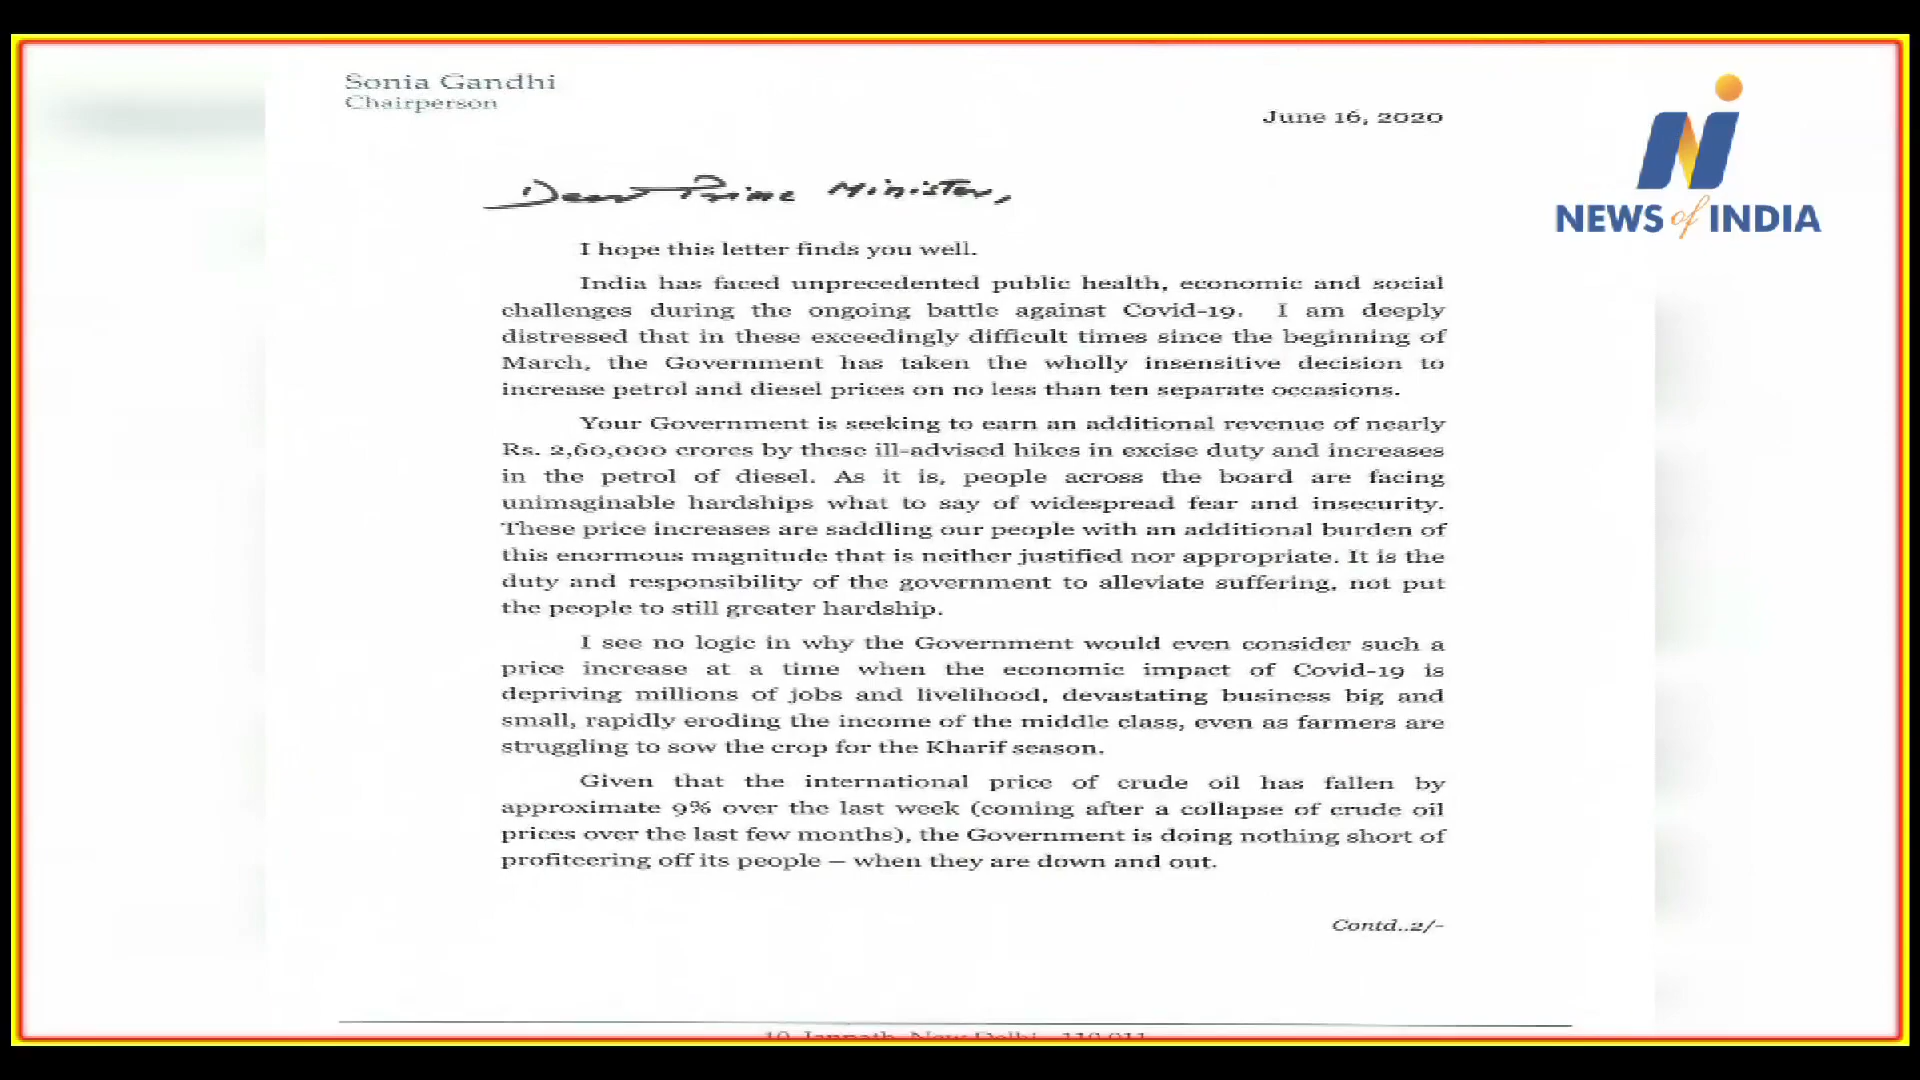 Sonia Gandhi
Chairperson
June 16, 2020
NEWS of INDIA
Dear Prime Minister,
I hope this letter finds you well.
India has faced unprecedented public health, economic and social
challenges during the ongoing battle against Covid-19. I am deeply
distressed that in these exceedingly difficult times since the beginning of
March, the Government has taken the wholly insensitive decision to
increase petrol and diesel prices on no less than ten separate occasions.
Your Government is seeking to earn an additional revenue of nearly
Rs. 2,60,000 crores by these ill-advised hikes in excise duty and increases
in the petrol of diesel. As it is, people across the board are facing
unimaginable hardships what to say of widespread fear and insecurity.
These price increases are saddling our people with an additional burden of
this enormous magnitude that is neither justified nor appropriate. It is the
duty and responsibility of the government to alleviate suffering, not put
the people to still greater hardship.
I see no logic in why the Government would even consider such a
price increase at a time when the economic impact of Covid-19 is
depriving millions of jobs and livelihood, devastating business big and
small, rapidly eroding the income of the middle class, even as farmers are
struggling to sow the crop for the Kharif season.
Given that the international price of crude oil has fallen by
approximate 9% over the last week (coming after a collapse of crude oil
prices over the last few months), the Government is doing nothing short of
profiteering off its people – when they are down and out.
Contd..2/-
10, Janpath, New Delhi - 110 011